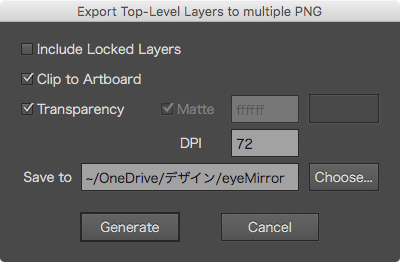 Export Top-Level Layers to multiple PNG
Include Locked Layers
Clip to Artboard
Transparency Matte ffffff
DPI 72
Save to ~/OneDrive/デザイン/eyeMirror Choose...
Generate Cancel